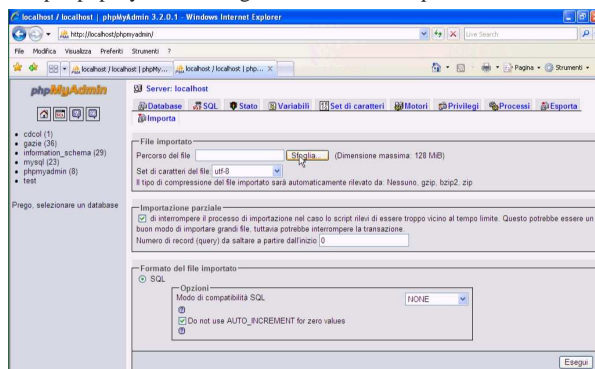 localhost / localhost | phpMyAdmin 3.2.0.1 - Windows Internet Explorer
http://localhost/phpmyadmin/
Live Search
File Modifica Visualizza Preferiti Strumenti ?
localhost / localhost | phpMy...
localhost / localhost | php... X
Pagina
Strumenti
phpMyAdmin
Server: localhost
Database SQL Stato Variabili Set di caratteri Motori Privilegi Processi Esporta
Importa
cdcol (1)
gazie (36)
information_schema (29)
mysql (23)
phpmyadmin (8)
test
Prego, selezionare un database
File importato
Percorso del file Sfoglia... (Dimensione massima: 128 MiB)
Set di caratteri del file utf-8
Il tipo di compressione del file importato sarà automaticamente rilevato da: Nessuno, gzip, bzip2, zip
Importazione parziale
di interrompere il processo di importazione nel caso lo script rilevi di essere troppo vicino al tempo limite. Questo potrebbe essere un
buon modo di importare grandi file, tuttavia potrebbe interrompere la transazione.
Numero di record (query) da saltare a partire dall'inizio 0
Formato del file importato
SQL
Opzioni
Modo di compatibilità SQL NONE
Do not use AUTO_INCREMENT for zero values
Esegui